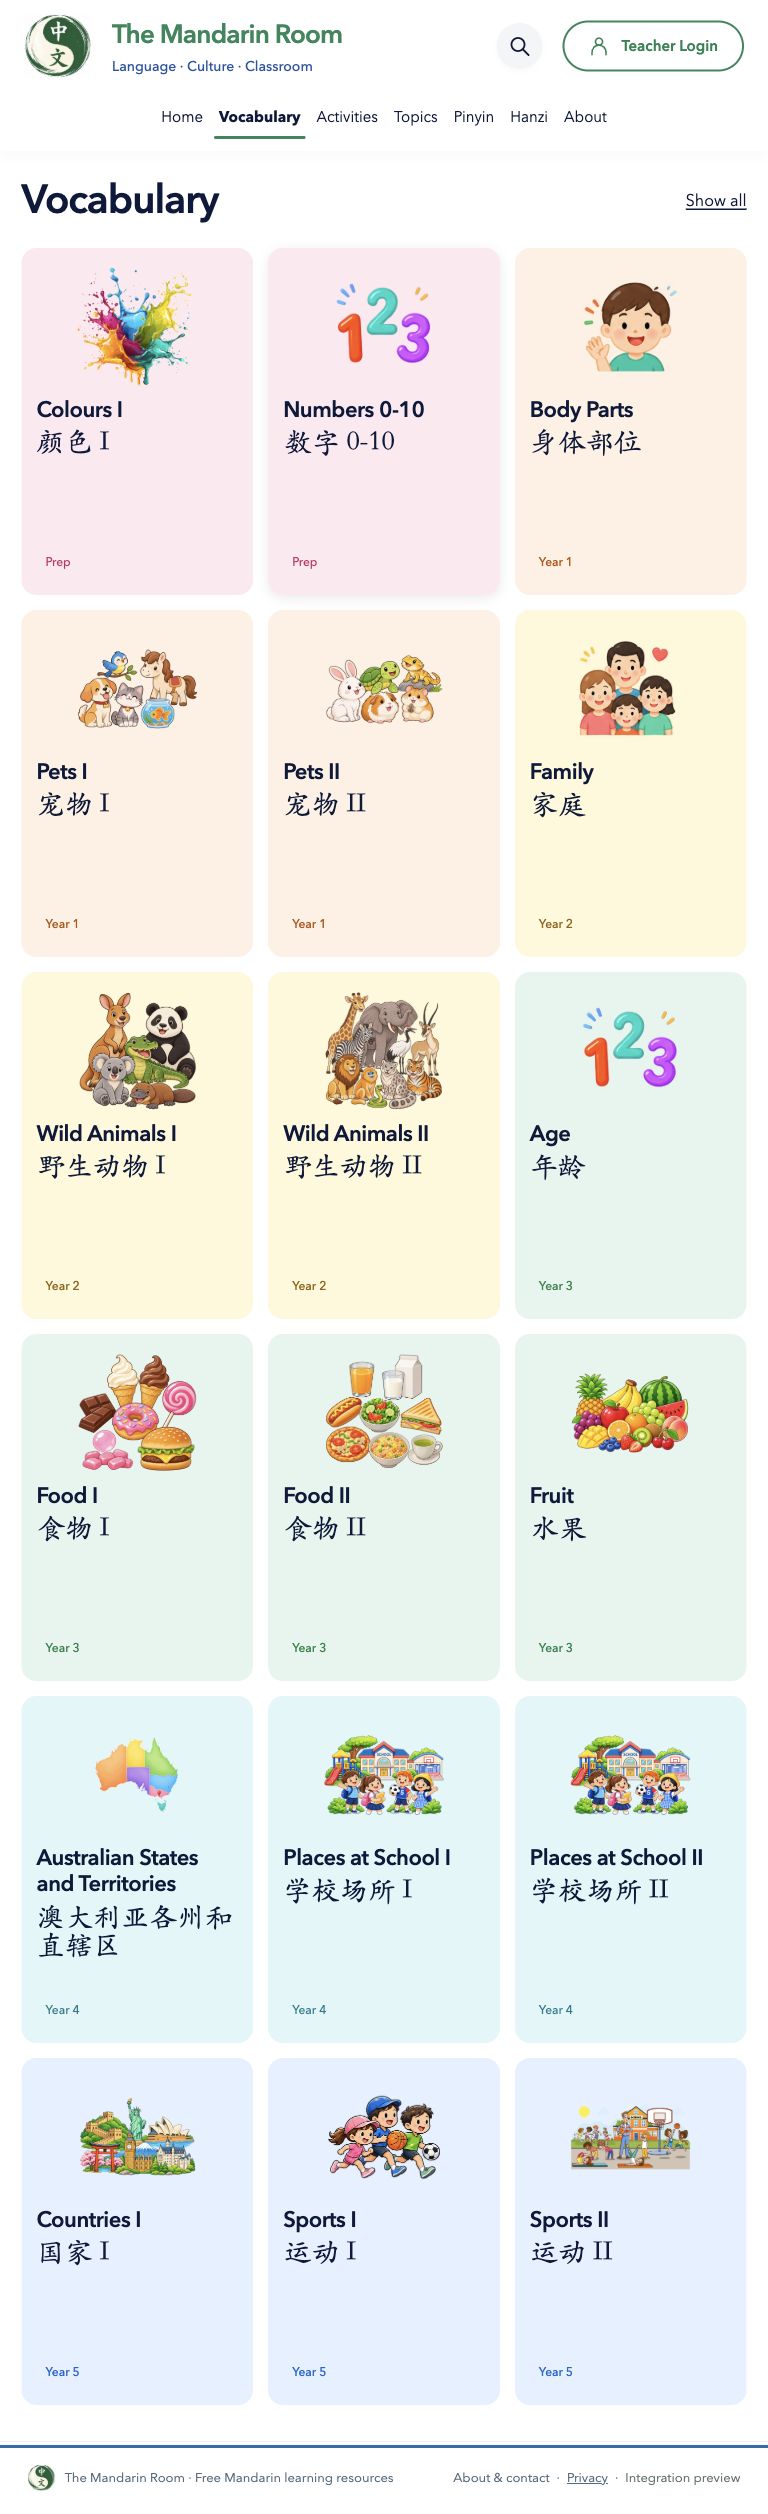 中
文
The Mandarin Room
Language · Culture · Classroom
Teacher Login
Home Vocabulary Activities Topics Pinyin Hanzi About
Vocabulary
Show all
Colours I
颜色 I
Prep
123
Numbers 0-10
数字 0-10
Prep
Body Parts
身体部位
Year 1
Pets I
宠物 I
Year 1
Pets II
宠物 II
Year 1
Family
家庭
Year 2
Wild Animals I
野生动物 I
Year 2
Wild Animals II
野生动物 II
Year 2
123
Age
年龄
Year 3
Food I
食物 I
Year 3
Food II
食物 II
Year 3
Fruit
水果
Year 3
Australian States
and Territories
澳大利亚各州和
直辖区
Year 4
SCHOOL
Places at School I
学校场所 I
Year 4
SCHOOL
Places at School II
学校场所 II
Year 4
Countries I
国家 I
Year 5
Sports I
运动 I
Year 5
Sports II
运动 II
Year 5
中
文
The Mandarin Room · Free Mandarin learning resources
About & contact · Privacy · Integration preview